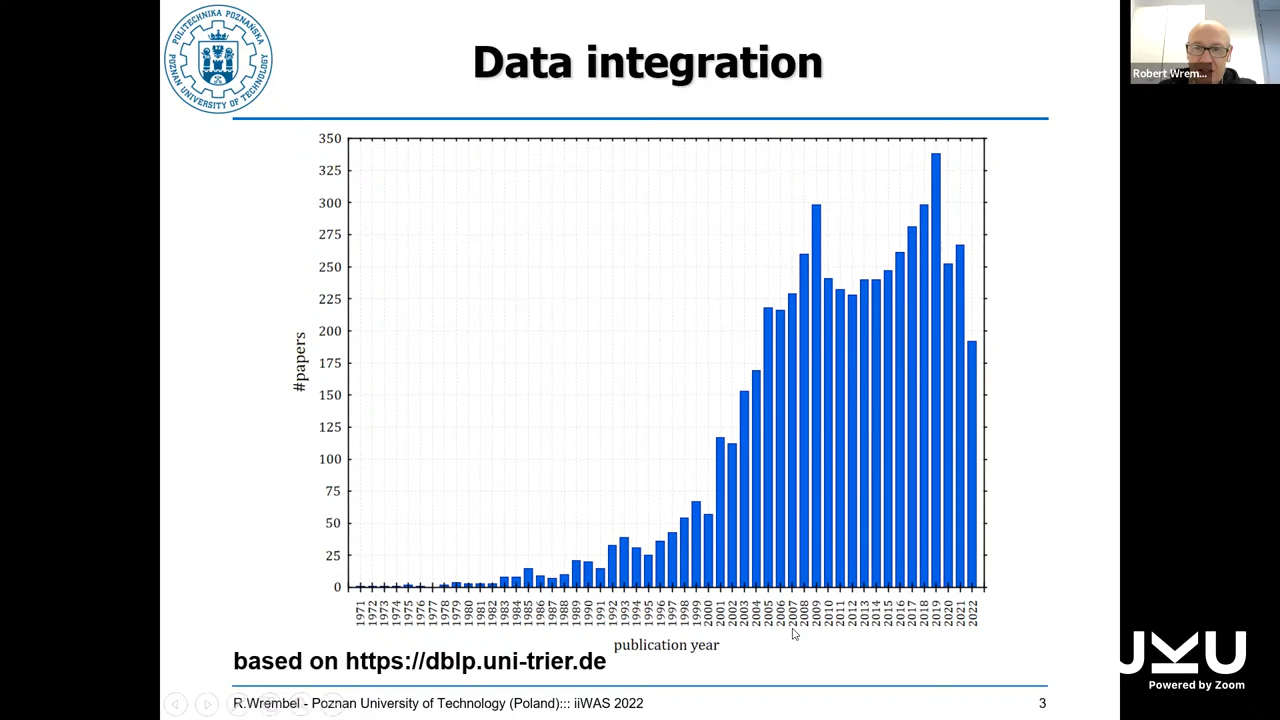 POLITECHNIKA POZNAŃSKA
POZNAN UNIVERSITY OF TECHNOLOGY
Data integration
Robert Wrem...
350
325
300
275
250
225
200
175
150
125
100
75
50
25
0
#papers
1971 1972 1973 1974 1975 1976 1977 1978 1979 1980 1981 1982 1983 1984 1985 1986 1987 1988 1989 1990 1991 1992 1993 1994 1995 1996 1997 1998 1999 2000 2001 2002 2003 2004 2005 2006 2007 2008 2009 2010 2011 2012 2013 2014 2015 2016 2017 2018 2019 2020 2021 2022
publication year
based on https://dblp.uni-trier.de
R.Wrembel - Poznan University of Technology (Poland)::: iiWAS 2022
3
JKU
Powered by Zoom